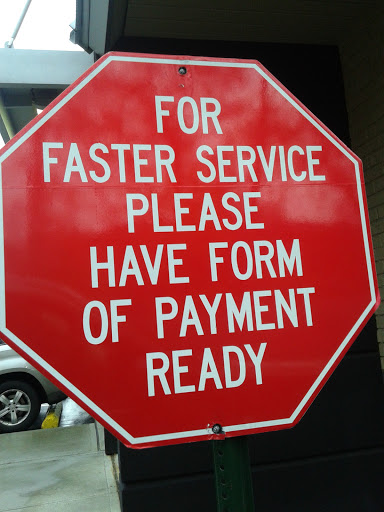 FOR
FASTER SERVICE
PLEASE
HAVE FORM
OF PAYMENT
READY